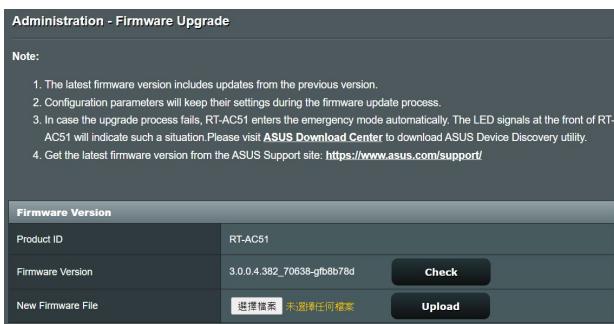 Administration - Firmware Upgrade
Note:
1. The latest firmware version includes updates from the previous version.
2. Configuration parameters will keep their settings during the firmware update process.
3. In case the upgrade process fails, RT-AC51 enters the emergency mode automatically. The LED signals at the front of RT-
AC51 will indicate such a situation.Please visit ASUS Download Center to download ASUS Device Discovery utility.
4. Get the latest firmware version from the ASUS Support site: https://www.asus.com/support/
Firmware Version
Product ID RT-AC51
Firmware Version 3.0.0.4.382_70638-gfb8b78d Check
New Firmware File 選擇檔案 未選擇任何檔案 Upload